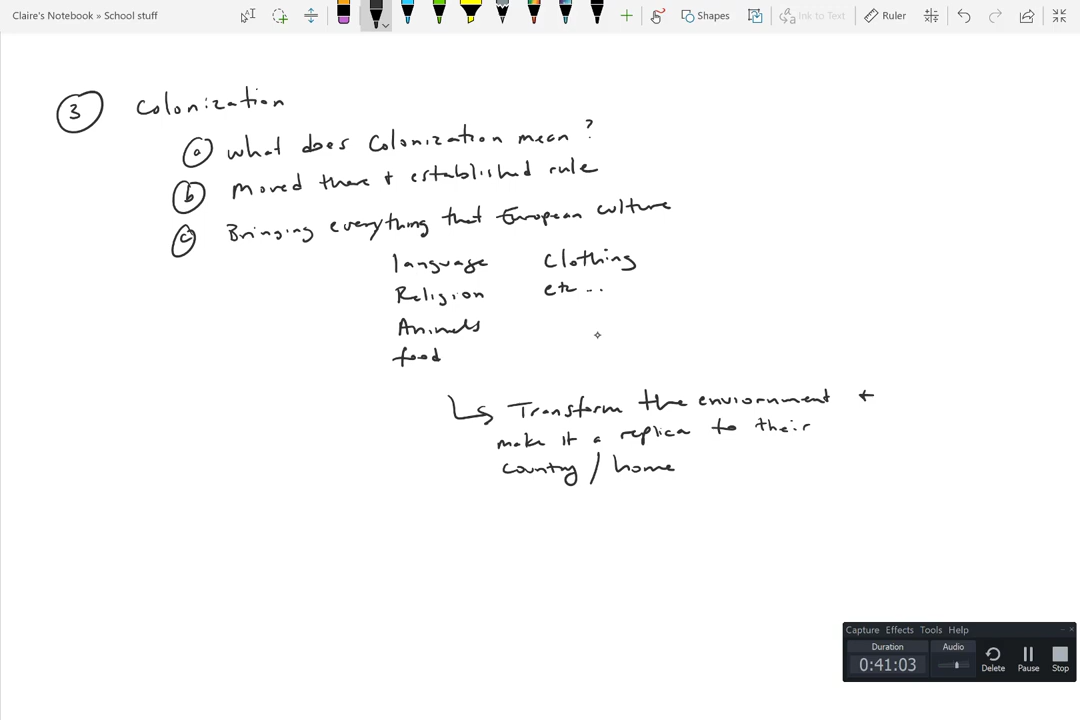 Claire's Notebook » School stuff
Shapes
Ink to Text
Ruler
3 Colonization
a What does Colonization mean?
b Moved there + established rule
c Bringing everything that European culture
language Clothing
Religion etc...
Animals
food
Transform the enviornment +
make it a replica to their
country / home
Capture Effects Tools Help
Duration Audio
0:41:03
Delete Pause Stop